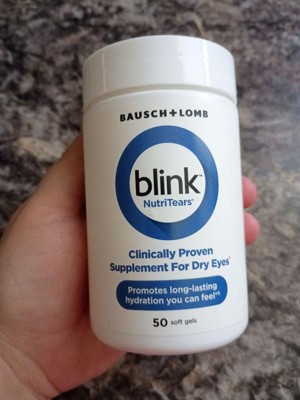 BAUSCH+LOMB
blink™
NutriTears®
Clinically Proven
Supplement For Dry Eyes*
Promotes long-lasting
hydration you can feel**
50 soft gels